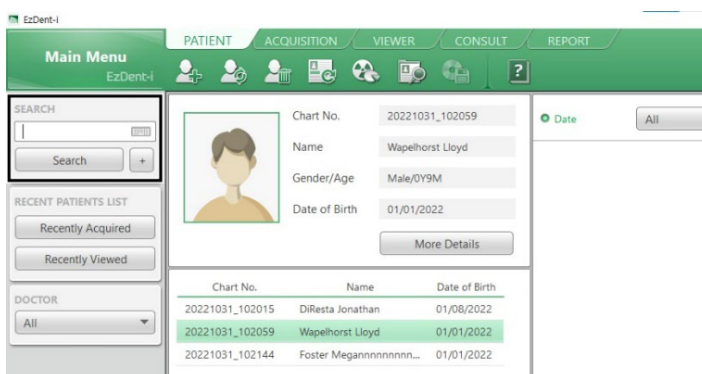 EzDent-i
Main Menu
EzDent-i
PATIENT ACQUISITION VIEWER CONSULT REPORT
?
SEARCH
Search +
RECENT PATIENTS LIST
Recently Acquired
Recently Viewed
DOCTOR
All
Chart No. 20221031_102059
Name Wapelhorst Lloyd
Gender/Age Male/0Y9M
Date of Birth 01/01/2022
More Details
Chart No. Name Date of Birth
20221031_102015 DiResta Jonathan 01/08/2022
20221031_102059 Wapelhorst Lloyd 01/01/2022
20221031_102144 Foster Megannnnnnnnn... 01/01/2022
Date All